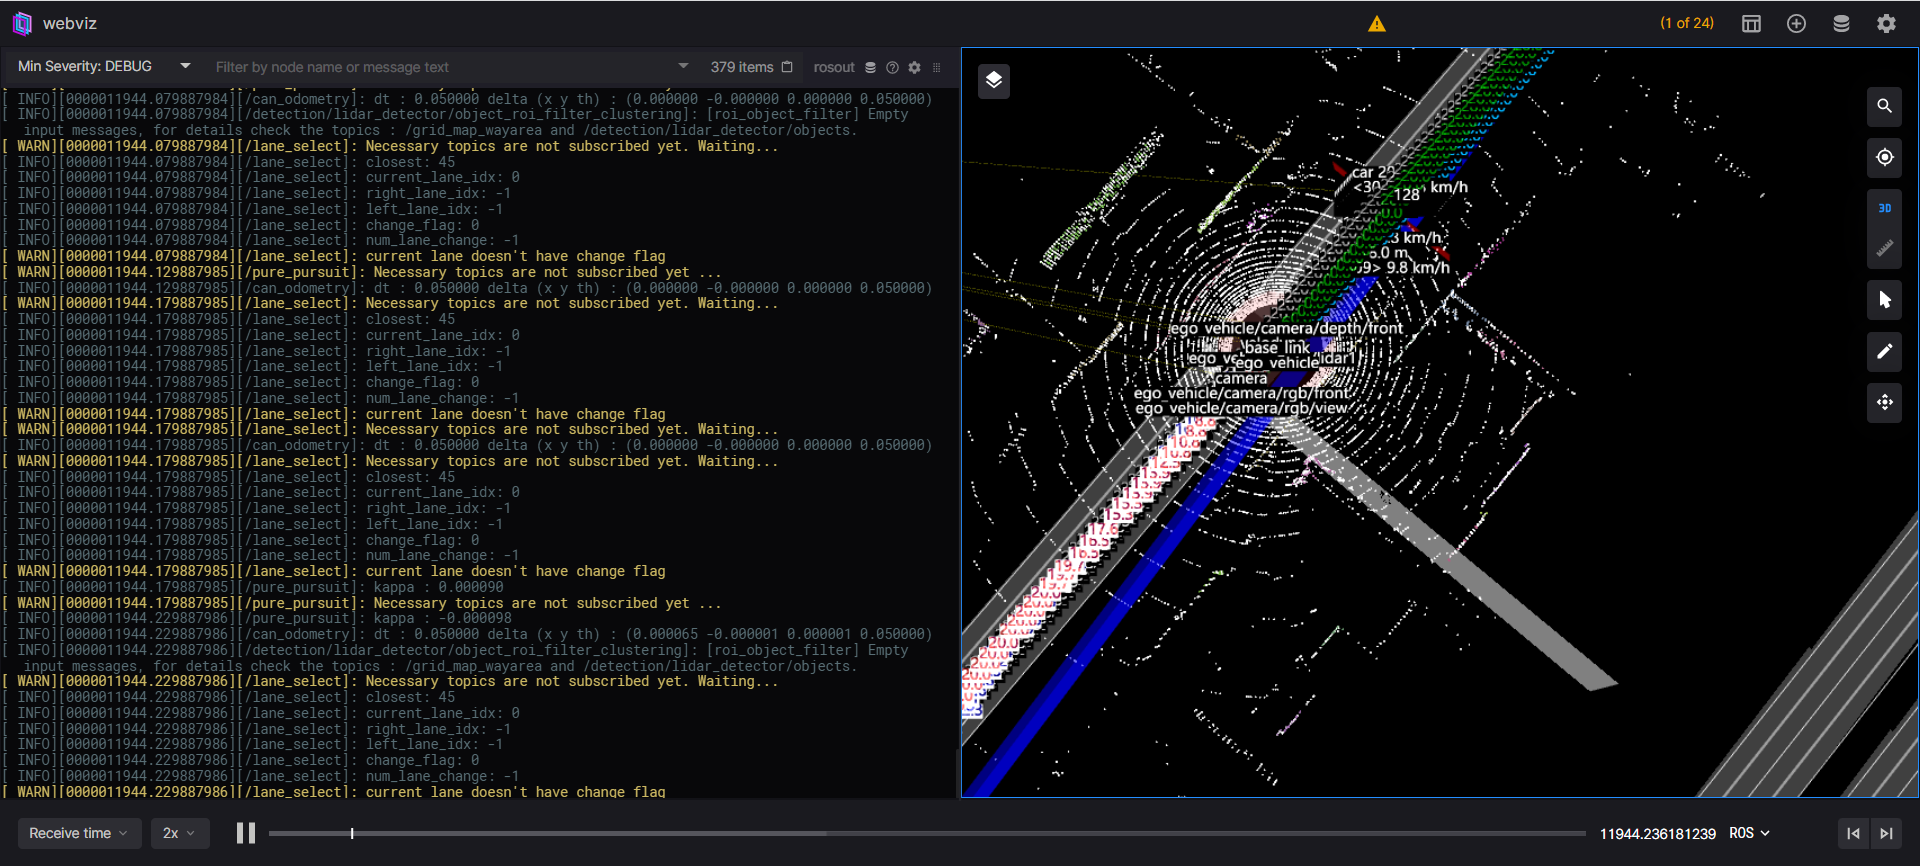 webviz
(1 of 24)
Min Severity: DEBUG
Filter by node name or message text
379 items
rosout
[ INFO][0000011944.079887984][/can_odometry]: dt : 0.050000 delta (x y th) : (0.000000 -0.000000 0.000000 0.050000)
[ INFO][0000011944.079887984][/detection/lidar_detector/object_roi_filter_clustering]: [roi_object_filter] Empty
input messages, for details check the topics : /grid_map_wayarea and /detection/lidar_detector/objects.
[ WARN][0000011944.079887984][/lane_select]: Necessary topics are not subscribed yet. Waiting...
[ INFO][0000011944.079887984][/lane_select]: closest: 45
[ INFO][0000011944.079887984][/lane_select]: current_lane_idx: 0
[ INFO][0000011944.079887984][/lane_select]: right_lane_idx: -1
[ INFO][0000011944.079887984][/lane_select]: left_lane_idx: -1
[ INFO][0000011944.079887984][/lane_select]: change_flag: 0
[ INFO][0000011944.079887984][/lane_select]: num_lane_change: -1
[ WARN][0000011944.079887984][/lane_select]: current lane doesn't have change flag
[ WARN][0000011944.129887985][/pure_pursuit]: Necessary topics are not subscribed yet ...
[ INFO][0000011944.129887985][/can_odometry]: dt : 0.050000 delta (x y th) : (0.000000 -0.000000 0.000000 0.050000)
[ WARN][0000011944.179887985][/lane_select]: Necessary topics are not subscribed yet. Waiting...
[ INFO][0000011944.179887985][/lane_select]: closest: 45
[ INFO][0000011944.179887985][/lane_select]: current_lane_idx: 0
[ INFO][0000011944.179887985][/lane_select]: right_lane_idx: -1
[ INFO][0000011944.179887985][/lane_select]: left_lane_idx: -1
[ INFO][0000011944.179887985][/lane_select]: change_flag: 0
[ INFO][0000011944.179887985][/lane_select]: num_lane_change: -1
[ WARN][0000011944.179887985][/lane_select]: current lane doesn't have change flag
[ WARN][0000011944.179887985][/lane_select]: Necessary topics are not subscribed yet. Waiting...
[ INFO][0000011944.179887985][/can_odometry]: dt : 0.050000 delta (x y th) : (0.000000 -0.000000 0.000000 0.050000)
[ WARN][0000011944.179887985][/lane_select]: Necessary topics are not subscribed yet. Waiting...
[ INFO][0000011944.179887985][/lane_select]: closest: 45
[ INFO][0000011944.179887985][/lane_select]: current_lane_idx: 0
[ INFO][0000011944.179887985][/lane_select]: right_lane_idx: -1
[ INFO][0000011944.179887985][/lane_select]: left_lane_idx: -1
[ INFO][0000011944.179887985][/lane_select]: change_flag: 0
[ INFO][0000011944.179887985][/lane_select]: num_lane_change: -1
[ WARN][0000011944.179887985][/lane_select]: current lane doesn't have change flag
[ INFO][0000011944.179887985][/pure_pursuit]: kappa : 0.000090
[ WARN][0000011944.179887985][/pure_pursuit]: Necessary topics are not subscribed yet ...
[ INFO][0000011944.229887986][/pure_pursuit]: kappa : -0.000098
[ INFO][0000011944.229887986][/can_odometry]: dt : 0.050000 delta (x y th) : (0.000065 -0.000001 0.000001 0.050000)
[ INFO][0000011944.229887986][/detection/lidar_detector/object_roi_filter_clustering]: [roi_object_filter] Empty
input messages, for details check the topics : /grid_map_wayarea and /detection/lidar_detector/objects.
[ WARN][0000011944.229887986][/lane_select]: Necessary topics are not subscribed yet. Waiting...
[ INFO][0000011944.229887986][/lane_select]: closest: 45
[ INFO][0000011944.229887986][/lane_select]: current_lane_idx: 0
[ INFO][0000011944.229887986][/lane_select]: right_lane_idx: -1
[ INFO][0000011944.229887986][/lane_select]: left_lane_idx: -1
[ INFO][0000011944.229887986][/lane_select]: change_flag: 0
[ INFO][0000011944.229887986][/lane_select]: num_lane_change: -1
[ WARN][0000011944.229887986][/lane_select]: current lane doesn't have change flag
3D
car
km/h
128
km/h
9.8 km/h
ego_vehicle/camera/depth/front
base_link
ego_vehicle
camera
ego_vehicle/camera/rgb/front
ego_vehicle/camera/rgb/view
10.8
12.5
13.9
15.3
17.6
16.5
19.7
20.0
20.0
20.0
Receive time
2x
11944.236181239 ROS